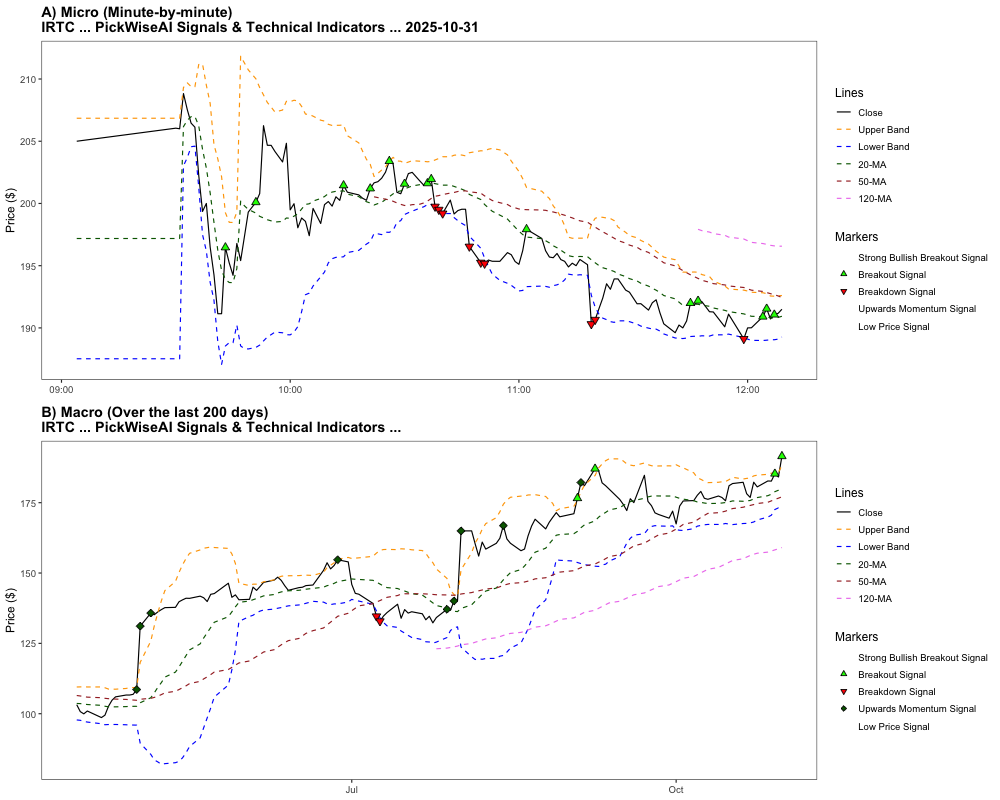 A) Micro (Minute-by-minute)
IRTC ... PickWiseAI Signals & Technical Indicators ... 2025-10-31
Price ($)
210
205
200
195
190
09:00
10:00
11:00
12:00
Lines
Close
Upper Band
Lower Band
20-MA
50-MA
120-MA
Markers
Strong Bullish Breakout Signal
Breakout Signal
Breakdown Signal
Upwards Momentum Signal
Low Price Signal
B) Macro (Over the last 200 days)
IRTC ... PickWiseAI Signals & Technical Indicators ...
Price ($)
175
150
125
100
Jul
Oct
Lines
Close
Upper Band
Lower Band
20-MA
50-MA
120-MA
Markers
Strong Bullish Breakout Signal
Breakout Signal
Breakdown Signal
Upwards Momentum Signal
Low Price Signal